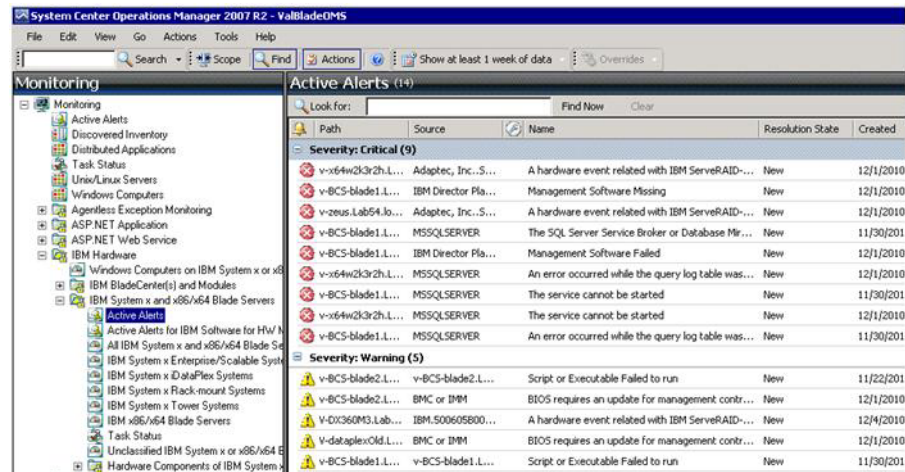 System Center Operations Manager 2007 R2 - ValBladeOMS
File Edit View Go Actions Tools Help
Search Scope Find Actions Show at least 1 week of data Overrides
Monitoring
Monitoring
Active Alerts
Discovered Inventory
Distributed Applications
Task Status
Unix/Linux Servers
Windows Computers
Agentless Exception Monitoring
ASP.NET Application
ASP.NET Web Service
IBM Hardware
Windows Computers on IBM System x or x8
IBM BladeCenter(s) and Modules
IBM System x and x86/x64 Blade Servers
Active Alerts
Active Alerts for IBM Software for HW M
All IBM System x and x86/x64 Blade Se
IBM System x Enterprise/Scalable Syste
IBM System x iDataPlex Systems
IBM System x Rack-mount Systems
IBM System x Tower Systems
IBM x86/x64 Blade Servers
Task Status
Unclassified IBM System x or x86/x64 B
Hardware Components of IBM System x
Active Alerts (14)
Look for: Find Now Clear
Path Source Name Resolution State Created
Severity: Critical (9)
v-x64w2k3r2h.L... Adaptec, Inc..S... A hardware event related with IBM ServeRAID-... New 12/1/2010
v-BCS-blade1.L... IBM Director Pla... Management Software Missing New 12/1/2010
v-zeus.Lab54.lo... Adaptec, Inc..S... A hardware event related with IBM ServeRAID-... New 12/1/2010
v-BCS-blade1.L... MSSQLSERVER The SQL Server Service Broker or Database Mir... New 11/30/201
v-BCS-blade1.L... IBM Director Pla... Management Software Failed New 12/1/2010
v-x64w2k3r2h.L... MSSQLSERVER An error occurred while the query log table was... New 12/1/2010
v-BCS-blade1.L... MSSQLSERVER The service cannot be started New 11/30/201
v-x64w2k3r2h.L... MSSQLSERVER The service cannot be started New 12/1/2010
v-BCS-blade1.L... MSSQLSERVER An error occurred while the query log table was... New 11/30/201
Severity: Warning (5)
v-BCS-blade2.L... v-BCS-blade2.L... Script or Executable Failed to run New 11/22/201
v-BCS-blade2.L... BMC or IMM BIOS requires an update for management contr... New 12/1/2010
V-DX360M3.Lab... IBM.500605B00... A hardware event related with IBM ServeRAID-... New 12/4/2010
V-dataplexOld.L... BMC or IMM BIOS requires an update for management contr... New 12/1/2010
v-BCS-blade1.L... v-BCS-blade1.L... Script or Executable Failed to run New 11/30/201